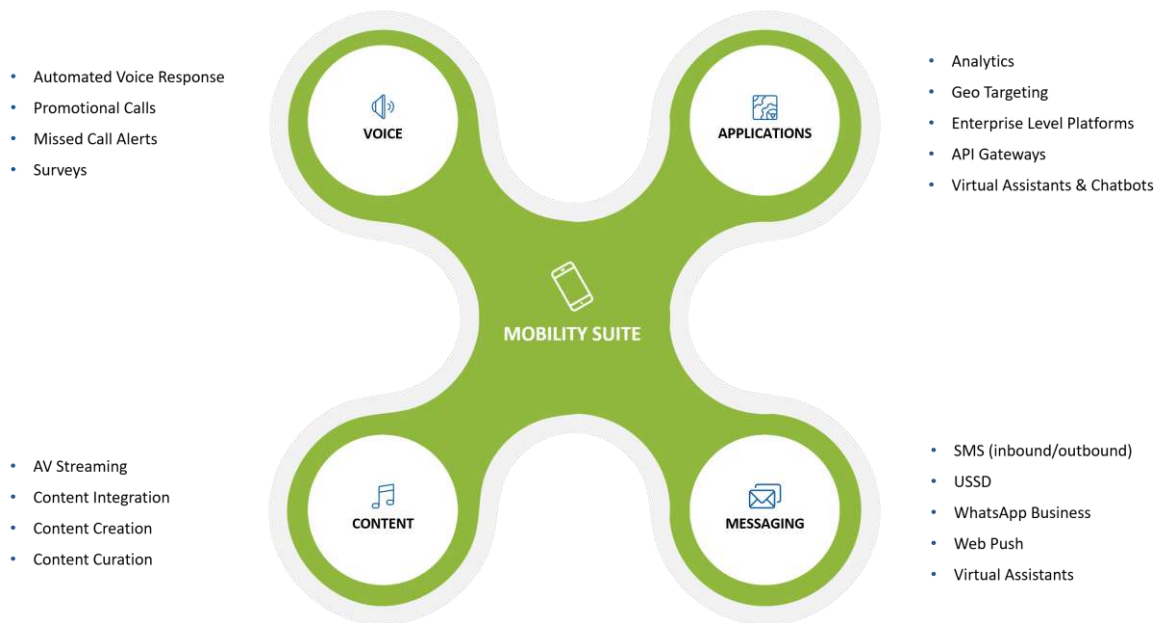 • Automated Voice Response
• Promotional Calls
• Missed Call Alerts
• Surveys
VOICE
APPLICATIONS
• Analytics
• Geo Targeting
• Enterprise Level Platforms
• API Gateways
• Virtual Assistants & Chatbots
MOBILITY SUITE
• AV Streaming
• Content Integration
• Content Creation
• Content Curation
CONTENT
MESSAGING
• SMS (inbound/outbound)
• USSD
• WhatsApp Business
• Web Push
• Virtual Assistants